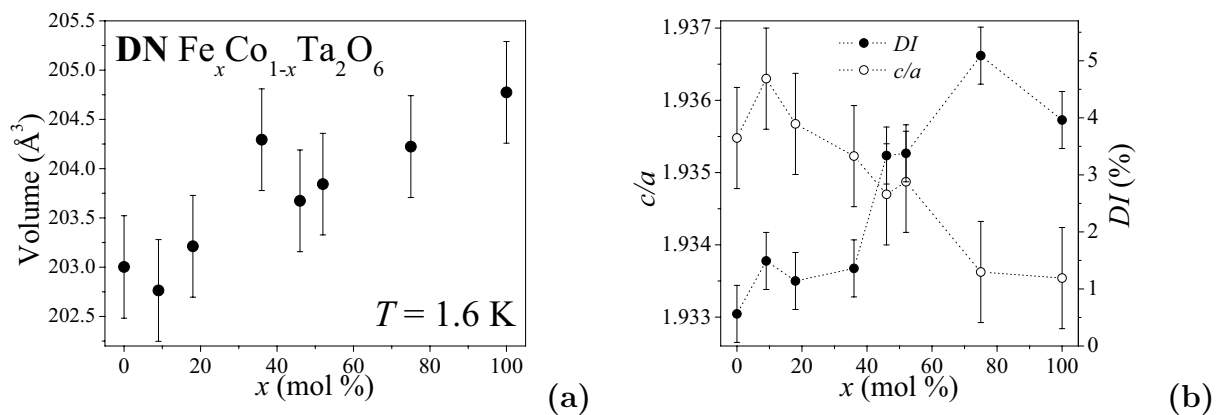 DN FexCo1-xTa2O6
205.5
205.0
204.5
204.0
203.5
203.0
202.5
Volume (Å3)
T = 1.6 K
0 20 40 60 80 100
x (mol %)
(a)
1.937
1.936
1.935
1.934
1.933
c/a
DI
c/a
5
4
3
2
1
0
DI (%)
0 20 40 60 80 100
x (mol %)
(b)